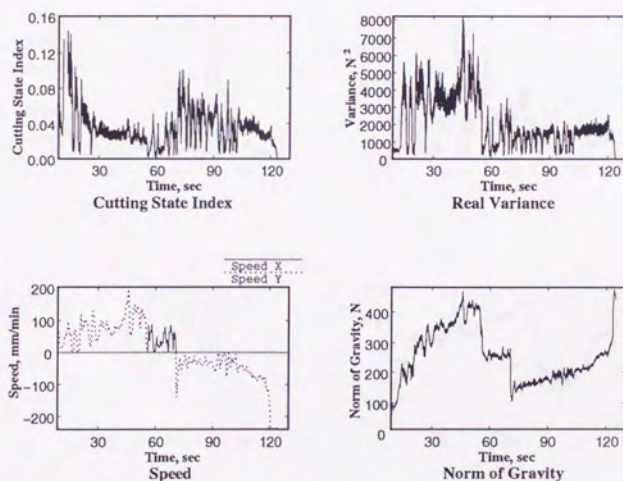 0.16
0.12
0.08
0.04
0.00
Cutting State Index
30
60
90
120
Time, sec
Cutting State Index
8000
7000
6000
5000
4000
3000
2000
1000
0
Variance, N²
30
60
90
120
Time, sec
Real Variance
Speed X
Speed Y
200
100
0
-100
-200
Speed, mm/min
30
60
90
120
Time, sec
Speed
400
300
200
100
0
Norm of Gravity, N
30
60
90
120
Time, sec
Norm of Gravity